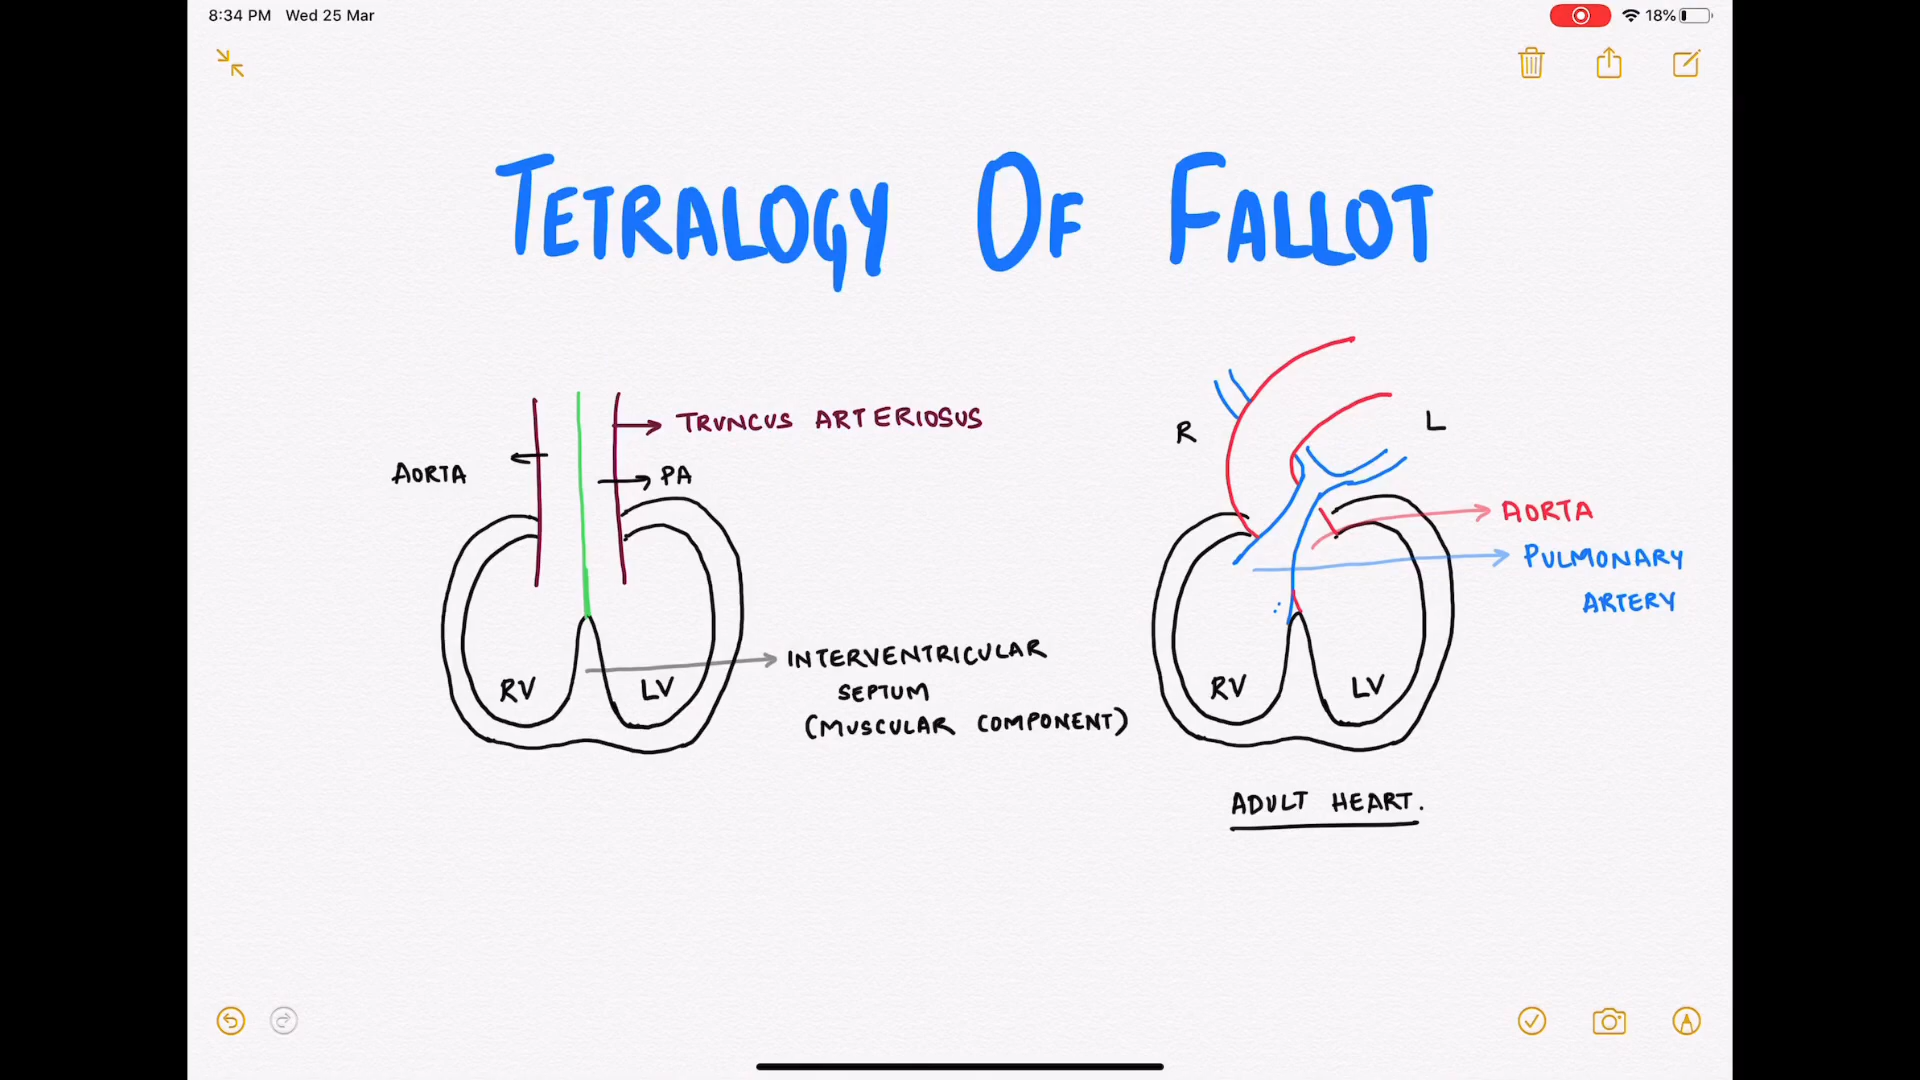 8:34 PM Wed 25 Mar
18%
TETRALOGY OF FALLOT
R
L
TRUNCUS ARTERIOSUS
AORTA
PA
AORTA
PULMONARY
ARTERY
INTERVENTRICULAR
SEPTUM
(MUSCULAR COMPONENT)
RV LV
RV LV
ADULT HEART.